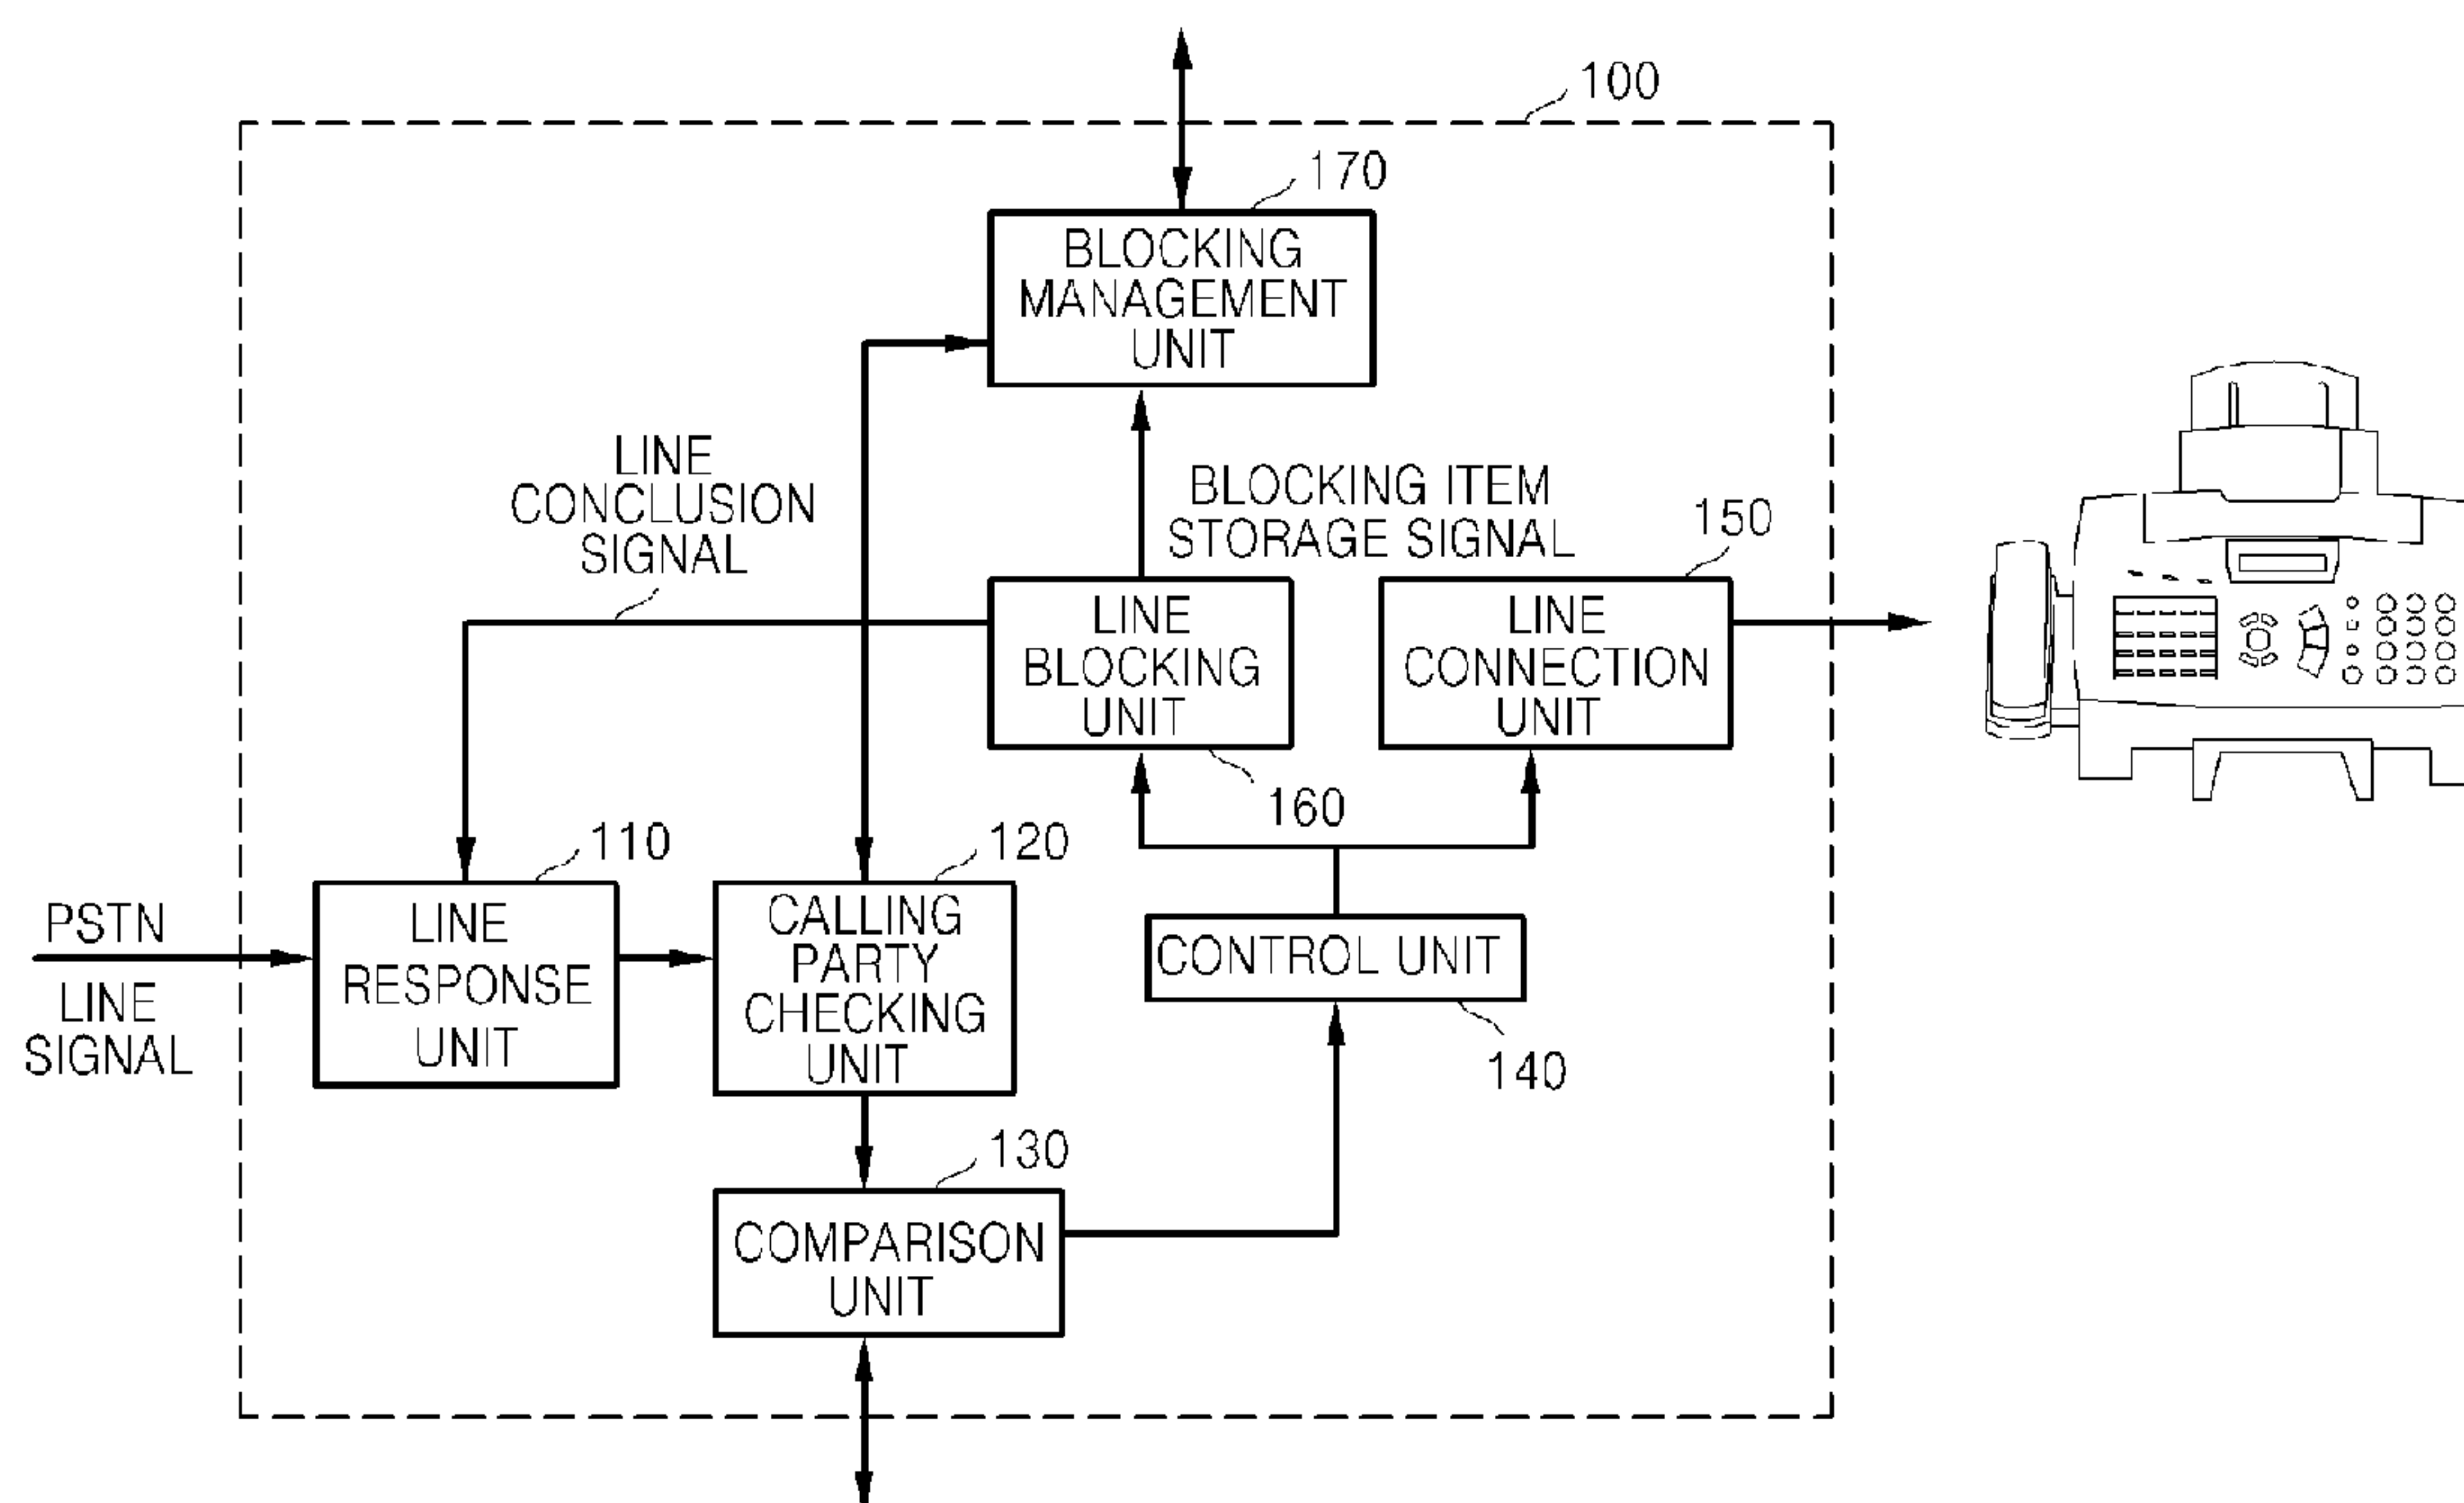 100
170
BLOCKING
MANAGEMENT
UNIT
LINE
CONCLUSION
SIGNAL
BLOCKING ITEM
STORAGE SIGNAL
150
LINE
BLOCKING
UNIT
LINE
CONNECTION
UNIT
160
110
120
PSTN
LINE
SIGNAL
LINE
RESPONSE
UNIT
CALLING
PARTY
CHECKING
UNIT
CONTROL UNIT
140
130
COMPARISON
UNIT